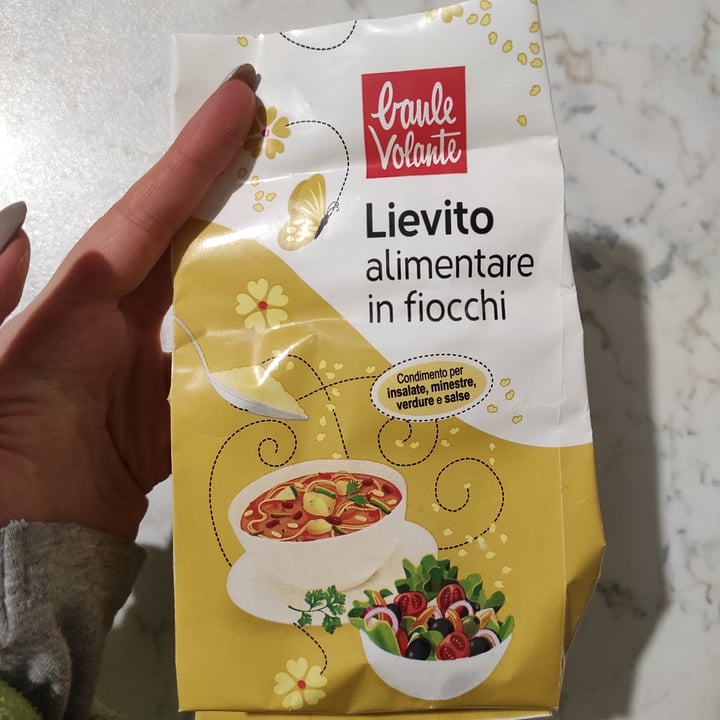 baule
Volante
Lievito
alimentare
in fiocchi
Condimento per
insalate, minestre,
verdure e salse